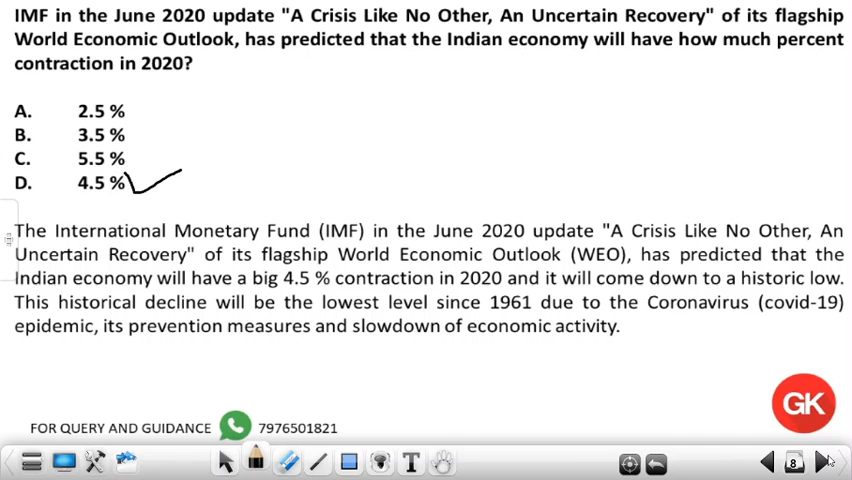 IMF in the June 2020 update "A Crisis Like No Other, An Uncertain Recovery" of its flagship
World Economic Outlook, has predicted that the Indian economy will have how much percent
contraction in 2020?
A. 2.5 %
B. 3.5 %
C. 5.5 %
D. 4.5 %
The International Monetary Fund (IMF) in the June 2020 update "A Crisis Like No Other, An
Uncertain Recovery" of its flagship World Economic Outlook (WEO), has predicted that the
Indian economy will have a big 4.5 % contraction in 2020 and it will come down to a historic low.
This historical decline will be the lowest level since 1961 due to the Coronavirus (covid-19)
epidemic, its prevention measures and slowdown of economic activity.
GK
FOR QUERY AND GUIDANCE 7976501821
T
8